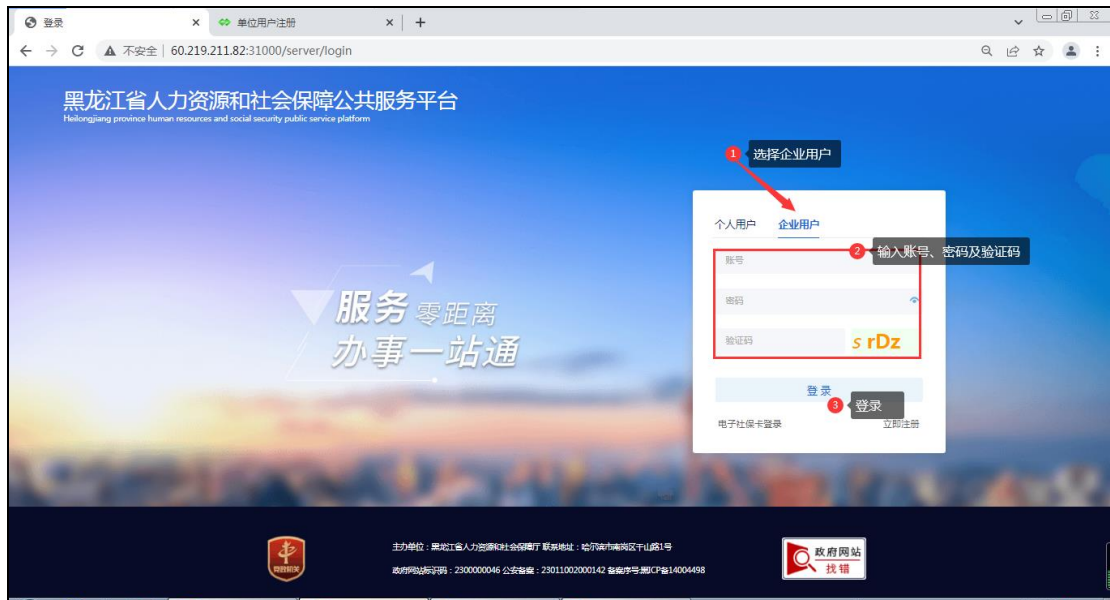 登录
单位用户注册
不安全 | 60.219.211.82:31000/server/login
黑龙江省人力资源和社会保障公共服务平台
Heilongjiang province human resources and social security public service platform
1 选择企业用户
个人用户 企业用户
2 输入账号、密码及验证码
账号
密码
验证码 s rDz
服务 零距离
办事一站通
登录
3 登录
电子社保卡登录 立即注册
主办单位：黑龙江省人力资源和社会保障厅 联系地址：哈尔滨市南岗区千山路1号
政府网站标识码：2300000046 公安备案：23011002000142 备案序号:黑ICP备14004498
党政机关
政府网站
找错